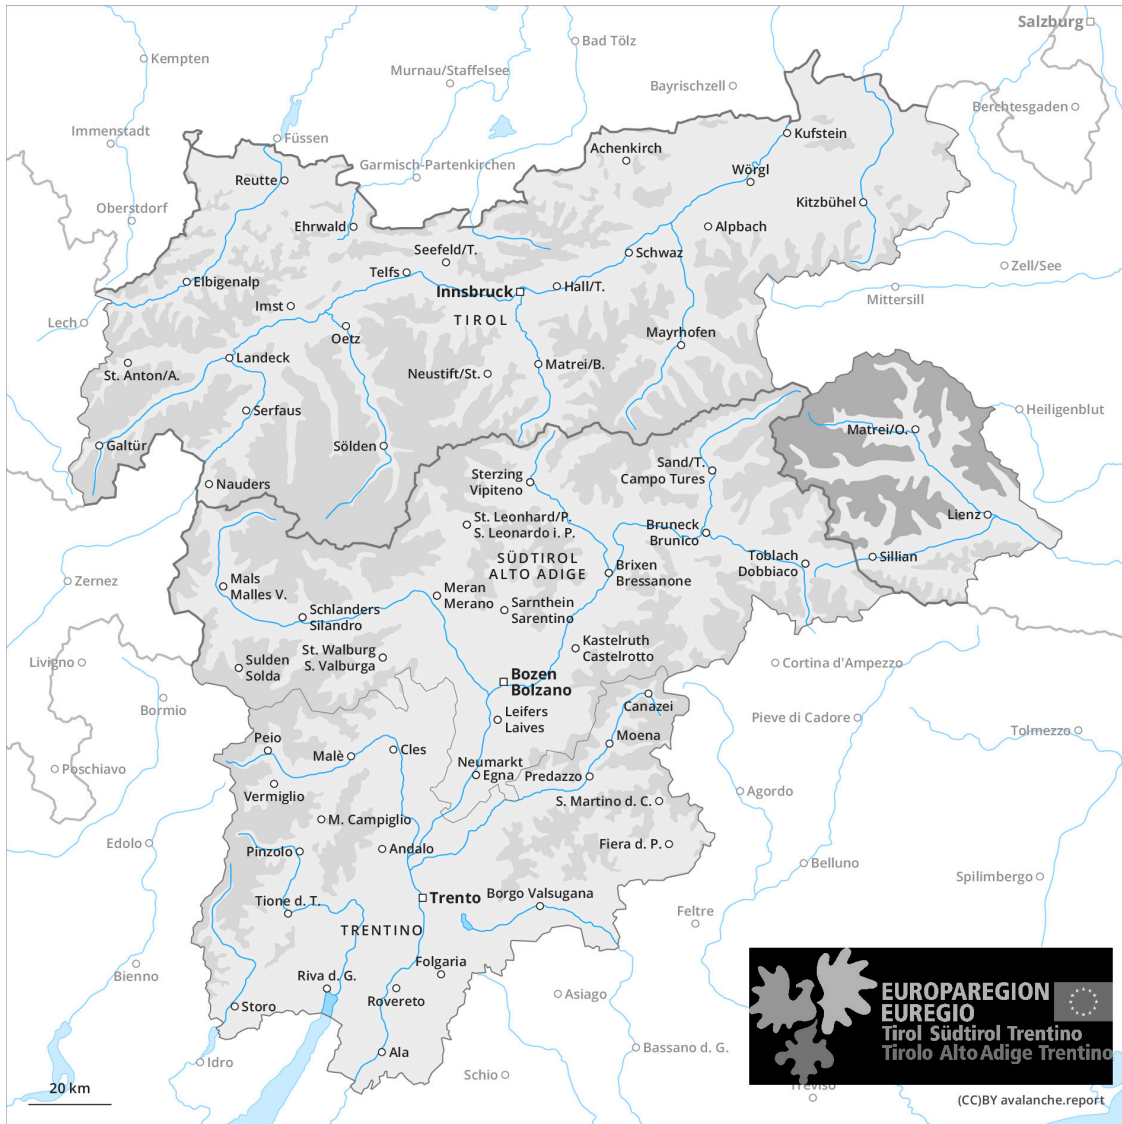 Salzburg
Bad Tölz
Kempten
Murnau/Staffelsee
Bayrischzell
Berchtesgaden
Immenstadt
Füssen
Kufstein
Achenkirch
Garmisch-Partenkirchen
Wörgl
Reutte
Kitzbühel
Oberstdorf
Ehrwald
Alpbach
Seefeld/T.
Schwaz
Telfs
Zell/See
Elbigenalp
Hall/T.
Innsbruck
Mittersill
Imst
TIROL
Lech
Oetz
Mayrhofen
Landeck
Matrei/B.
St. Anton/A.
Neustift/St.
Serfaus
Heiligenblut
Matrei/O.
Galtür
Sölden
Sand/T.
Campo Tures
Sterzing
Vipiteno
Nauders
Lienz
St. Leonhard/P.
S. Leonardo i. P.
Bruneck
Brunico
SÜDTIROL
ALTO ADIGE
Toblach
Dobbiaco
Sillian
Brixen
Bressanone
Zernez
Mals
Malles V.
Meran
Merano
Sarnthein
Sarentino
Schlanders
Silandro
Kastelruth
Castelrotto
St. Walburg
S. Valburga
Livigno
Sulden
Solda
Cortina d'Ampezzo
Bozen
Bolzano
Bormio
Canazei
Leifers
Laives
Pieve di Cadore
Tolmezzo
Peio
Moena
Malè
Cles
Neumarkt
Egna
Poschiavo
Predazzo
Vermiglio
Agordo
S. Martino d. C.
M. Campiglio
Edolo
Pinzolo
Andalo
Fiera d. P.
Belluno
Spilimbergo
Borgo Valsugana
Trento
Tione d. T.
Feltre
TRENTINO
Folgaria
Bienno
Riva d. G.
Rovereto
Asiago
Storo
EUROPAREGION
EUREGIO
Tirol Südtirol Trentino
Tirolo Alto Adige Trentino
Ala
Bassano d. G.
Idro
Schio
Treviso
20 km
(CC)BY avalanche.report